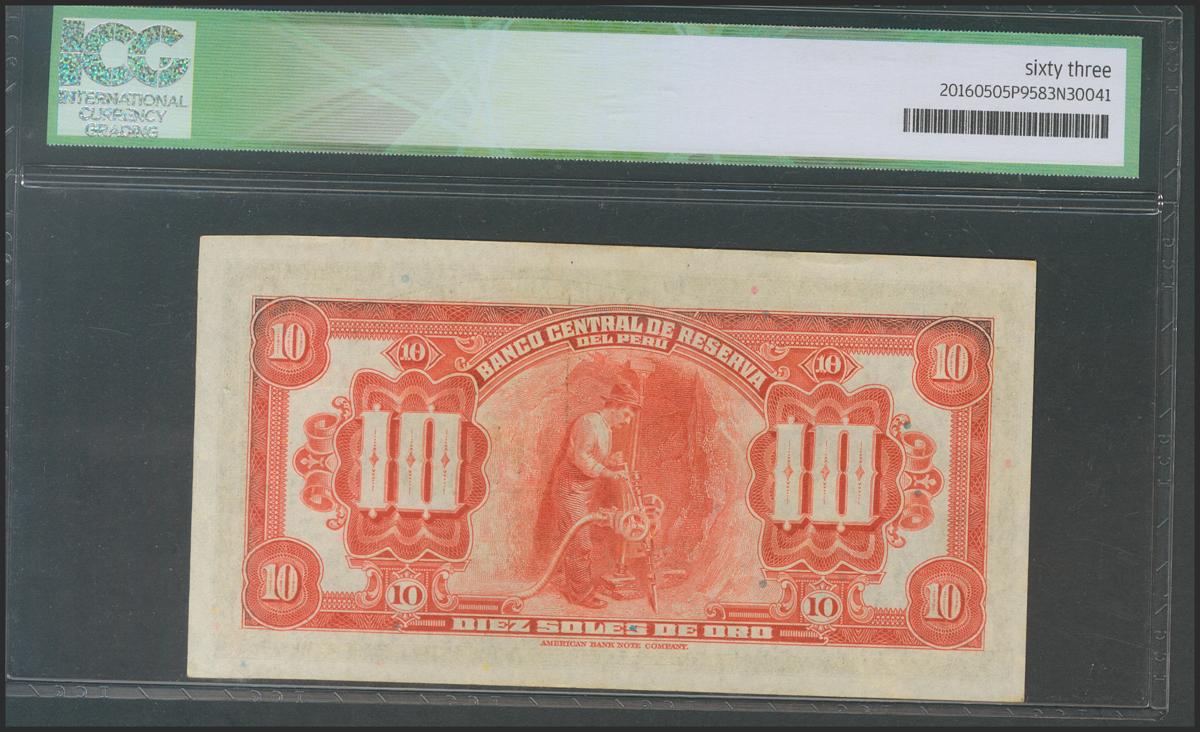 ICG
INTERNATIONAL
CURRENCY
GRADING
sixty three
20160505P9583N30041
BANCO CENTRAL DE RESERVA
DEL PERÚ
10
10
10
10
10
10
10
10
10
10
DIEZ SOLES DE ORO
AMERICAN BANK NOTE COMPANY.